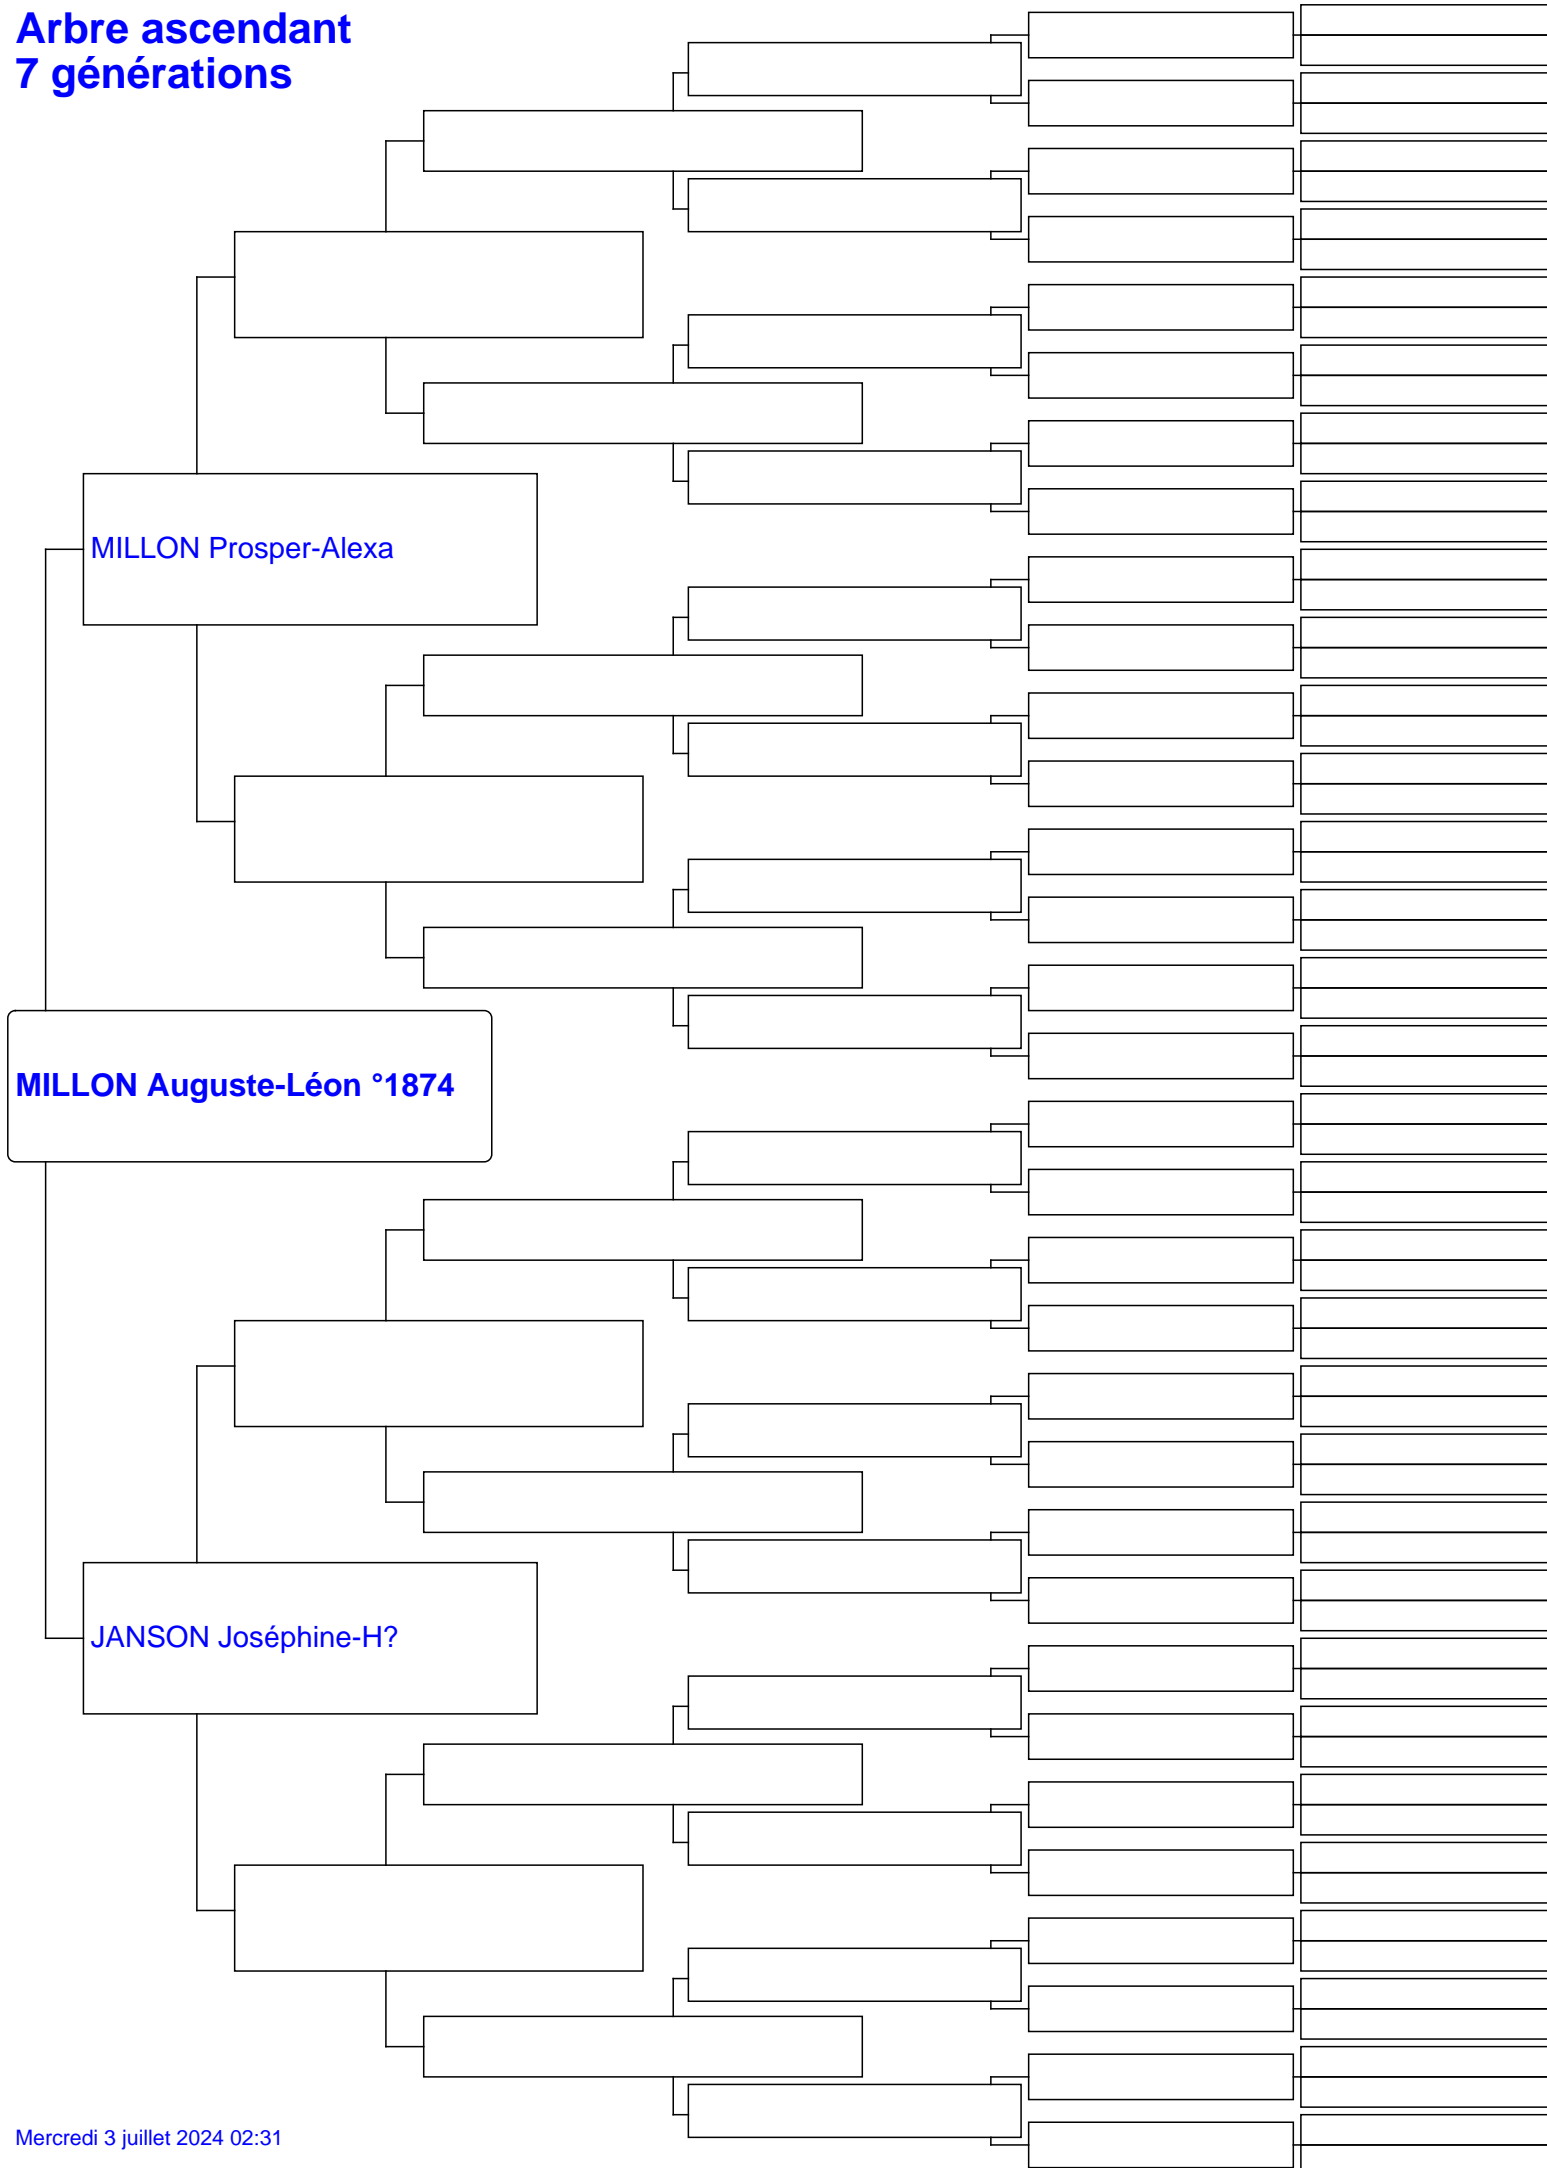 Arbre ascendant
7 générations
MILLON Prosper-Alexa
MILLON Auguste-Léon °1874
JANSON Joséphine-H?
Mercredi 3 juillet 2024 02:31